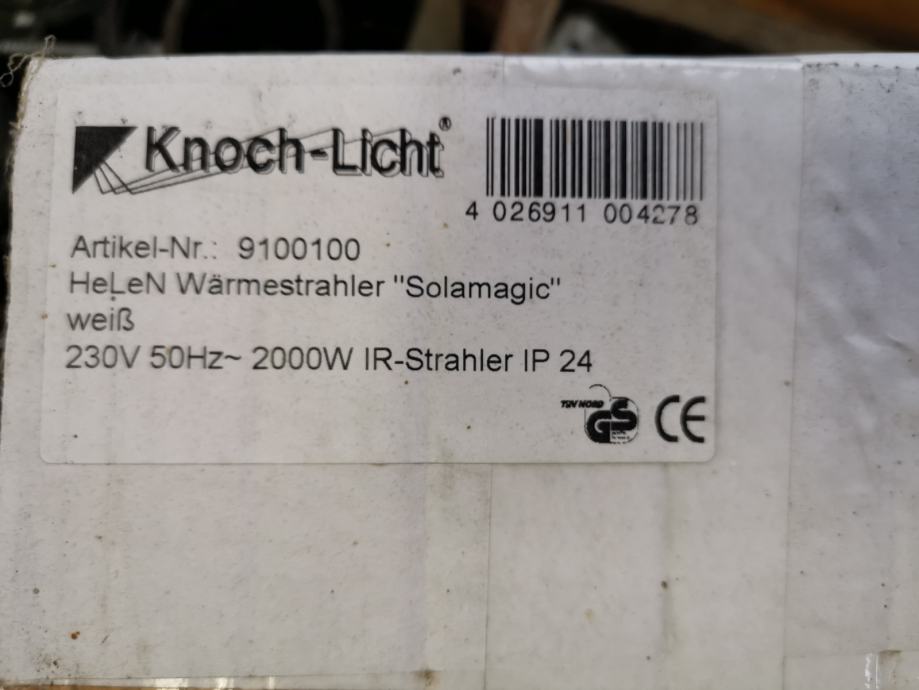 Knoch-Licht®
4 026911 004278
Artikel-Nr.: 9100100
HeLeN Wärmestrahler "Solamagic"
weiß
230V 50Hz~ 2000W IR-Strahler IP 24
TÜV NORD
GS
CE